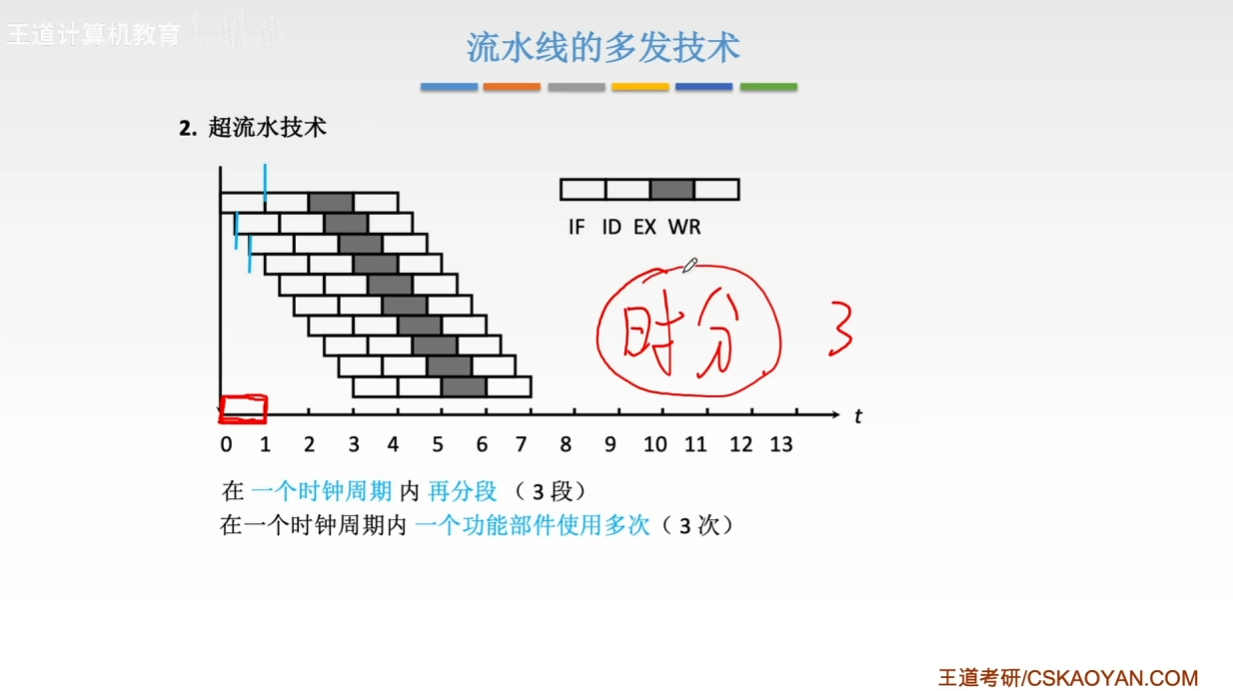 王道计算机教育
流水线的多发技术
2. 超流水技术
IF ID EX WR
时分 3
t
0 1 2 3 4 5 6 7 8 9 10 11 12 13
在 一个时钟周期 内 再分段 （ 3 段）
在一个时钟周期内 一个功能部件使用多次（ 3 次）
王道考研/CSKAOYAN.COM